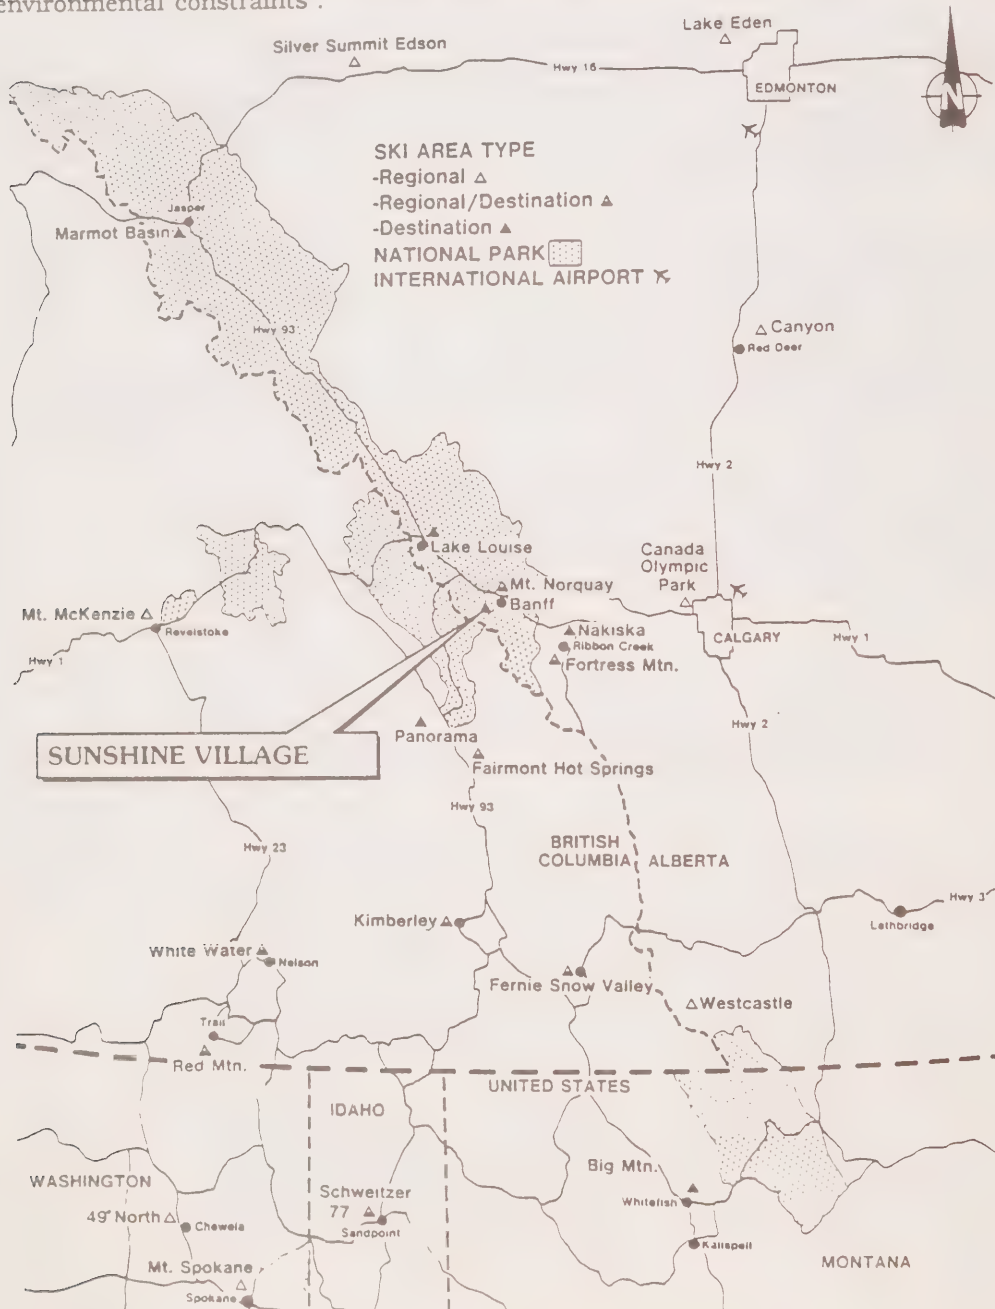 environmental constraints".
Lake Eden
Silver Summit Edson
Hwy 16
EDMONTON
N
SKI AREA TYPE
-Regional △
-Regional/Destination
-Destination ▲
NATIONAL PARK
INTERNATIONAL AIRPORT
Jasper
Marmot Basin
Hwy 93
Canyon
Red Deer
Hwy 2
Lake Louise
Canada
Olympic
Park
Mt. Norquay
Banff
Mt. McKenzie
Revelstoke
Nakiska
Ribbon Creek
CALGARY
Hwy 1
Hwy 1
Fortress Mtn.
Hwy 2
Panorama
SUNSHINE VILLAGE
Fairmont Hot Springs
Hwy 93
Hwy 23
BRITISH
COLUMBIA
ALBERTA
Hwy 3
Kimberley
Lethbridge
White Water
Nelson
Fernie Snow Valley
Westcastle
Trail
Red Mtn.
UNITED STATES
IDAHO
WASHINGTON
Big Mtn.
Schweitzer
77
Whitefish
49° North
Chewela
Sandpoint
Kalispell
MONTANA
Mt. Spokane
Spokane